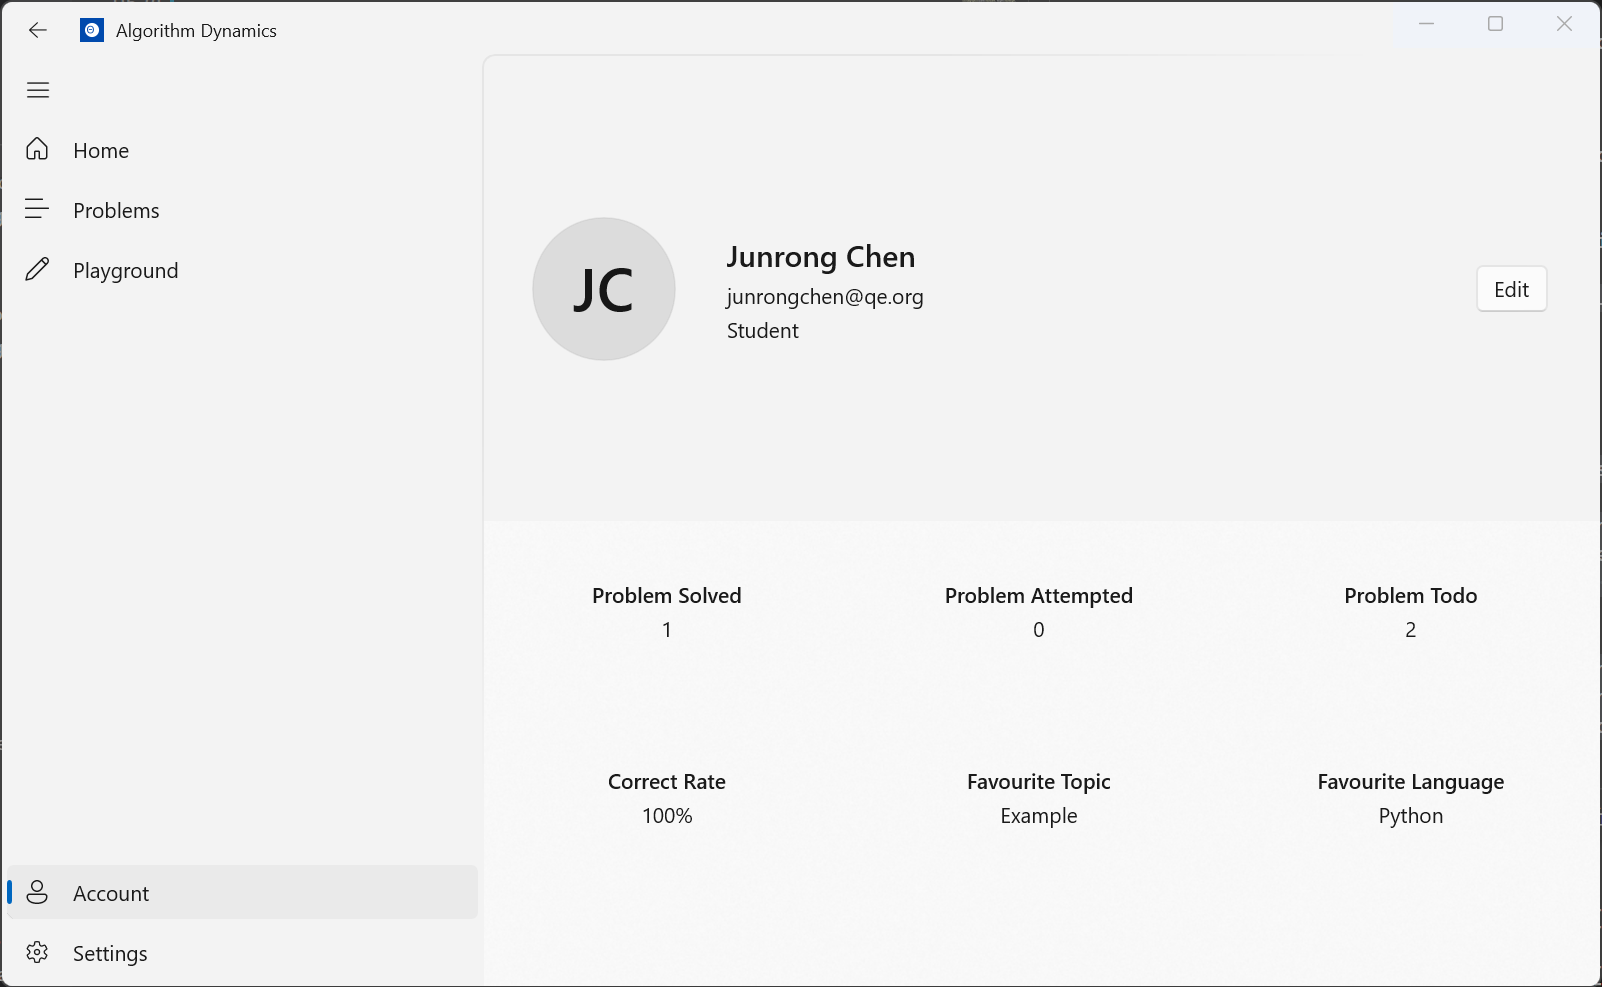 Algorithm Dynamics
Home
Problems
Playground
JC
Junrong Chen
junrongchen@qe.org
Student
Edit
Problem Solved
1
Problem Attempted
0
Problem Todo
2
Correct Rate
100%
Favourite Topic
Example
Favourite Language
Python
Account
Settings